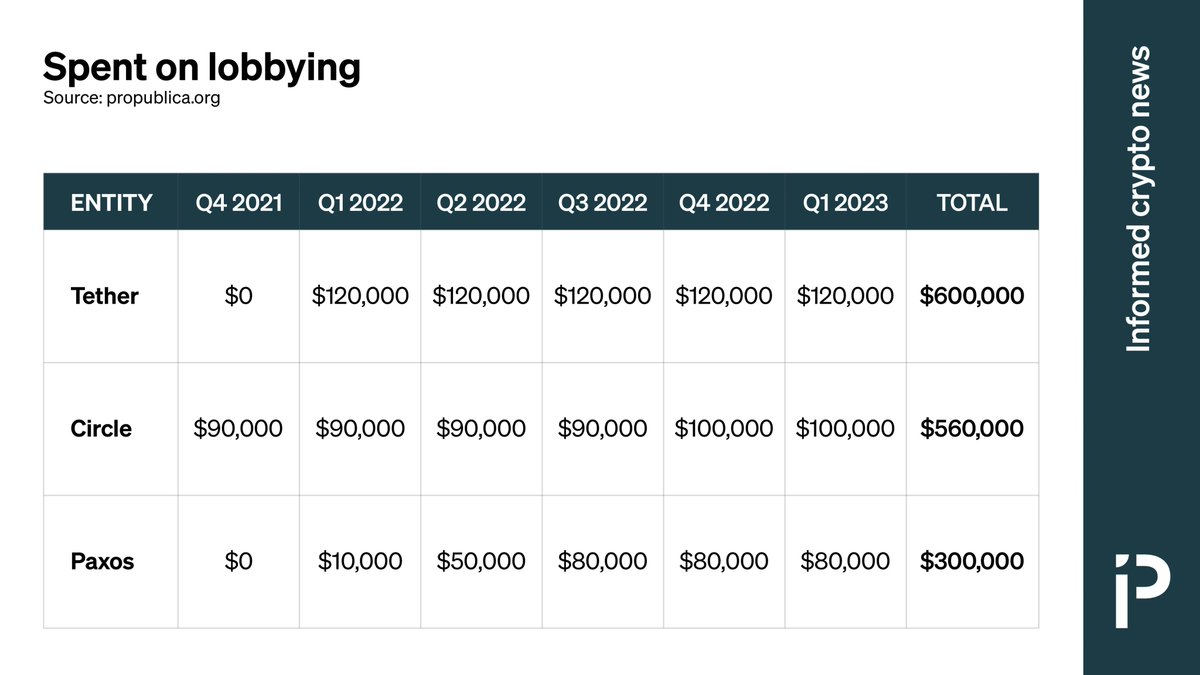 Spent on lobbying
Source: propublica.org
ENTITY Q4 2021 Q1 2022 Q2 2022 Q3 2022 Q4 2022 Q1 2023 TOTAL
Tether $0 $120,000 $120,000 $120,000 $120,000 $120,000 $600,000
Circle $90,000 $90,000 $90,000 $90,000 $100,000 $100,000 $560,000
Paxos $0 $10,000 $50,000 $80,000 $80,000 $80,000 $300,000
Informed crypto news
P